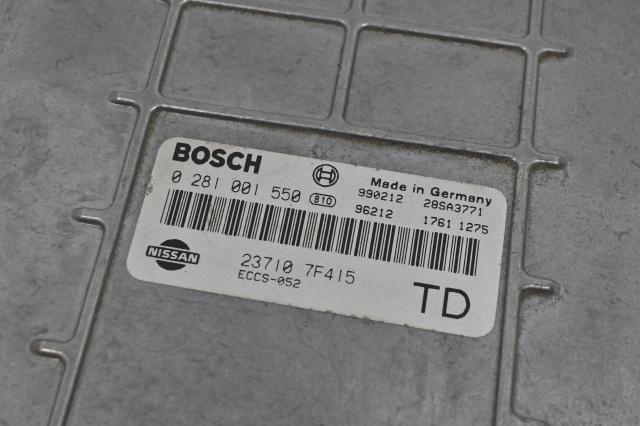 BOSCH
Made in Germany
0 281 001 550 810 990212 28SA3771
96212 1761 1275
NISSAN
23710 7F415
ECCS-052
TD